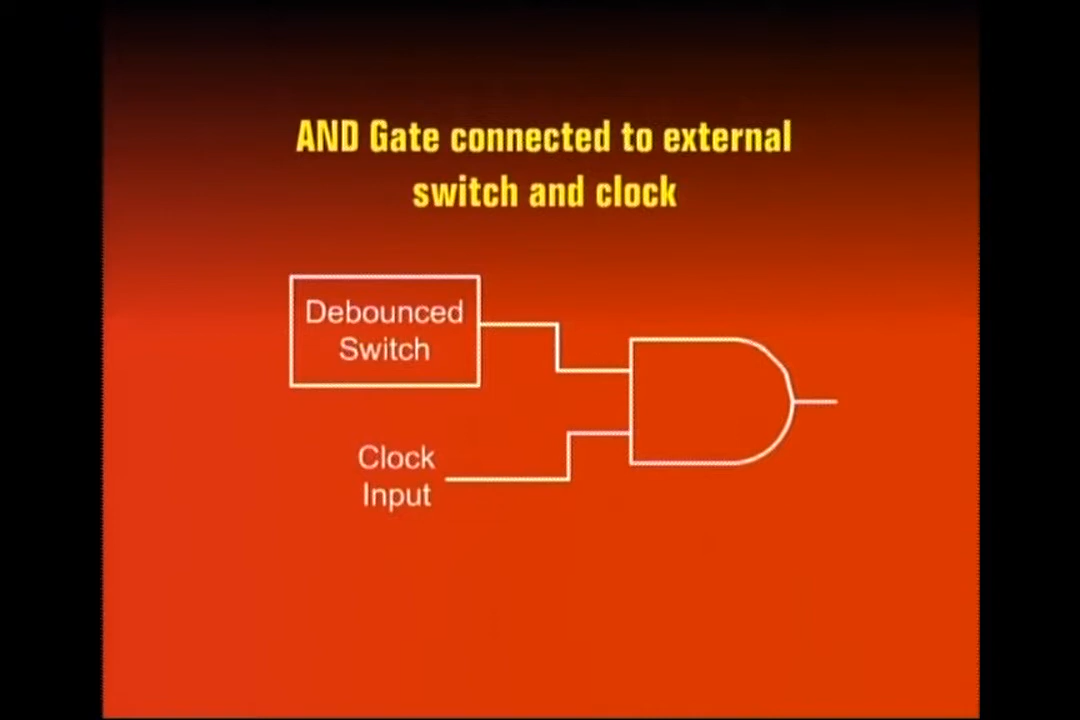 AND Gate connected to external
switch and clock
Debounced
Switch
Clock
Input